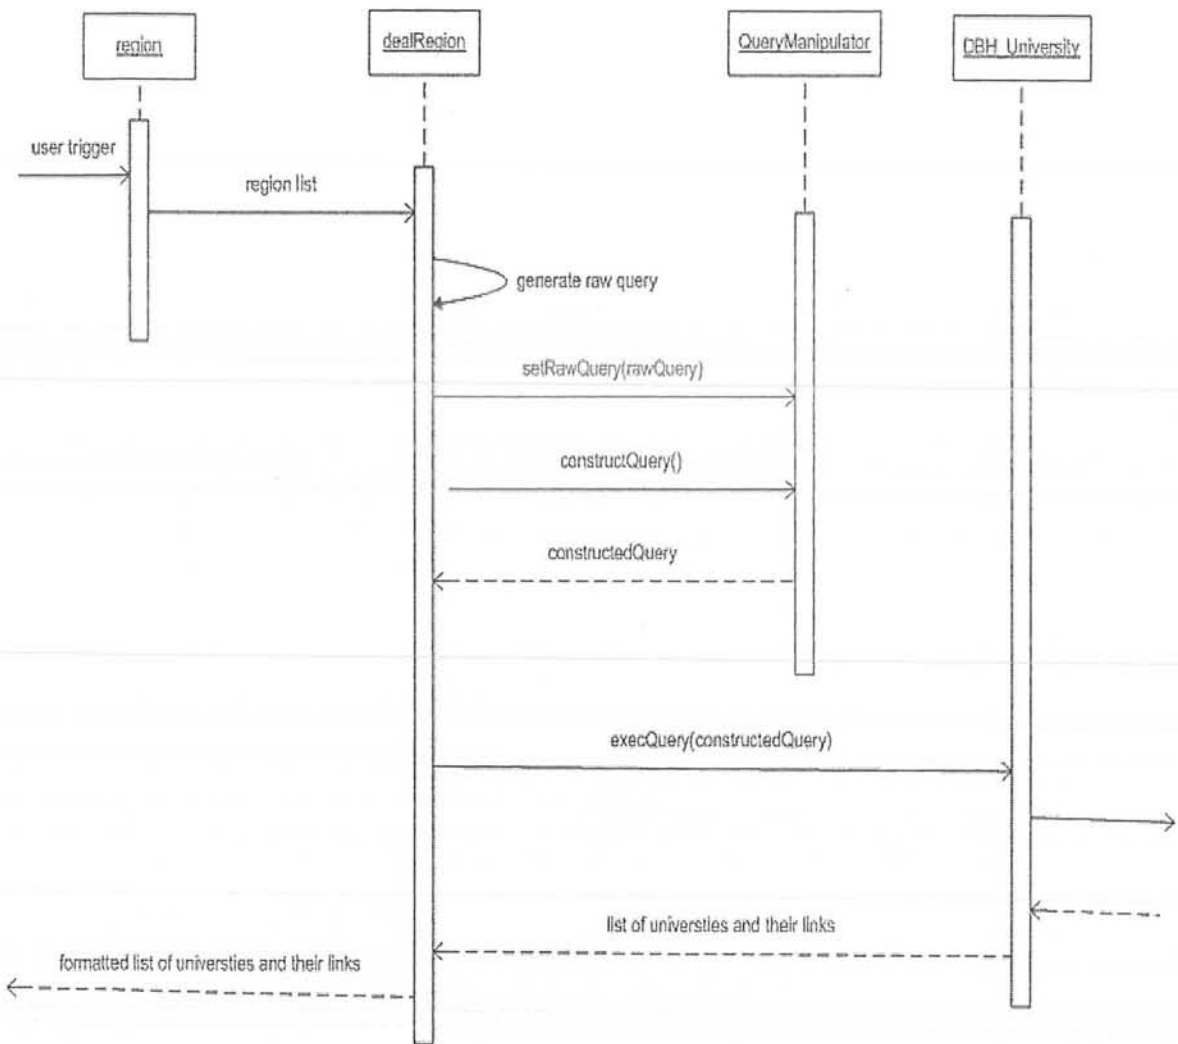 region
dealRegion
QueryManipulator
DBH_University
user trigger
region list
generate raw query
setRawQuery(rawQuery)
constructQuery()
constructedQuery
execQuery(constructedQuery)
list of universties and their links
formatted list of universties and their links